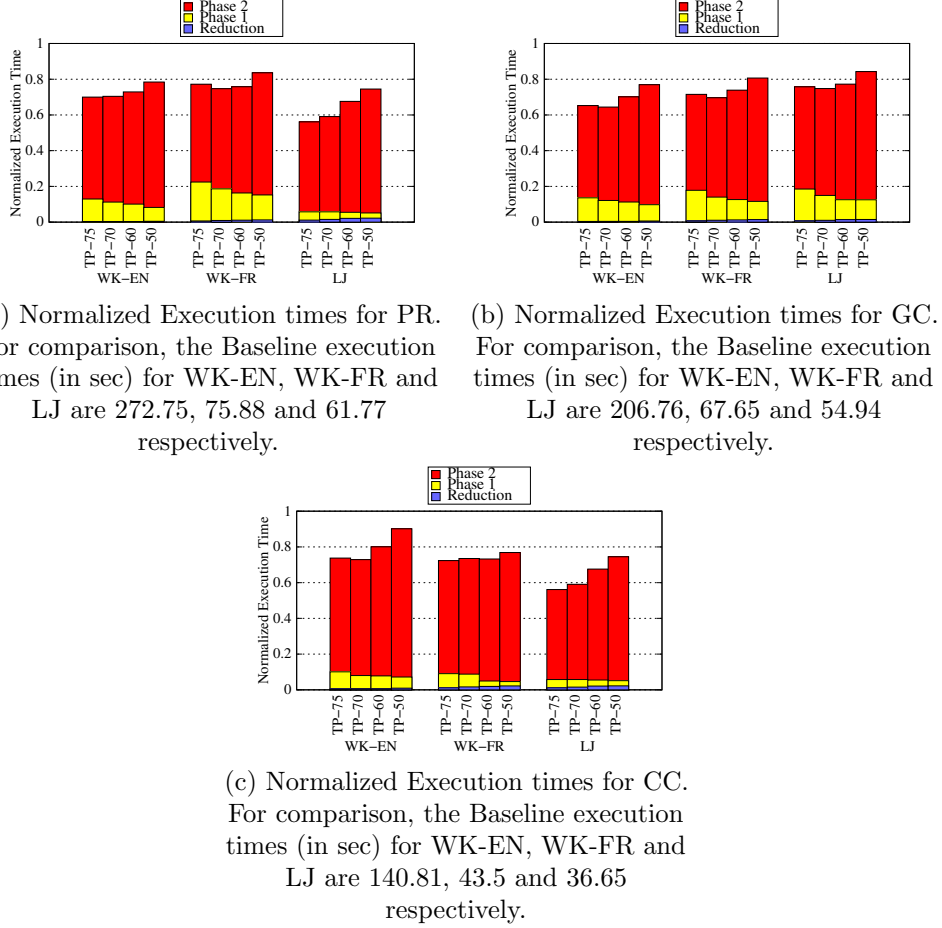 Phase 2
Phase 1
Reduction
Normalized Execution Time
1
0.8
0.6
0.4
0.2
0
TP-75
TP-70
TP-60
TP-50
TP-75
TP-70
TP-60
TP-50
TP-75
TP-70
TP-60
TP-50
WK-EN
WK-FR
LJ
) Normalized Execution times for PR.
or comparison, the Baseline execution
mes (in sec) for WK-EN, WK-FR and
LJ are 272.75, 75.88 and 61.77
respectively.
Phase 2
Phase 1
Reduction
Normalized Execution Time
1
0.8
0.6
0.4
0.2
0
TP-75
TP-70
TP-60
TP-50
TP-75
TP-70
TP-60
TP-50
TP-75
TP-70
TP-60
TP-50
WK-EN
WK-FR
LJ
(b) Normalized Execution times for GC.
For comparison, the Baseline execution
times (in sec) for WK-EN, WK-FR and
LJ are 206.76, 67.65 and 54.94
respectively.
Phase 2
Phase 1
Reduction
Normalized Execution Time
1
0.8
0.6
0.4
0.2
0
TP-75
TP-70
TP-60
TP-50
TP-75
TP-70
TP-60
TP-50
TP-75
TP-70
TP-60
TP-50
WK-EN
WK-FR
LJ
(c) Normalized Execution times for CC.
For comparison, the Baseline execution
times (in sec) for WK-EN, WK-FR and
LJ are 140.81, 43.5 and 36.65
respectively.